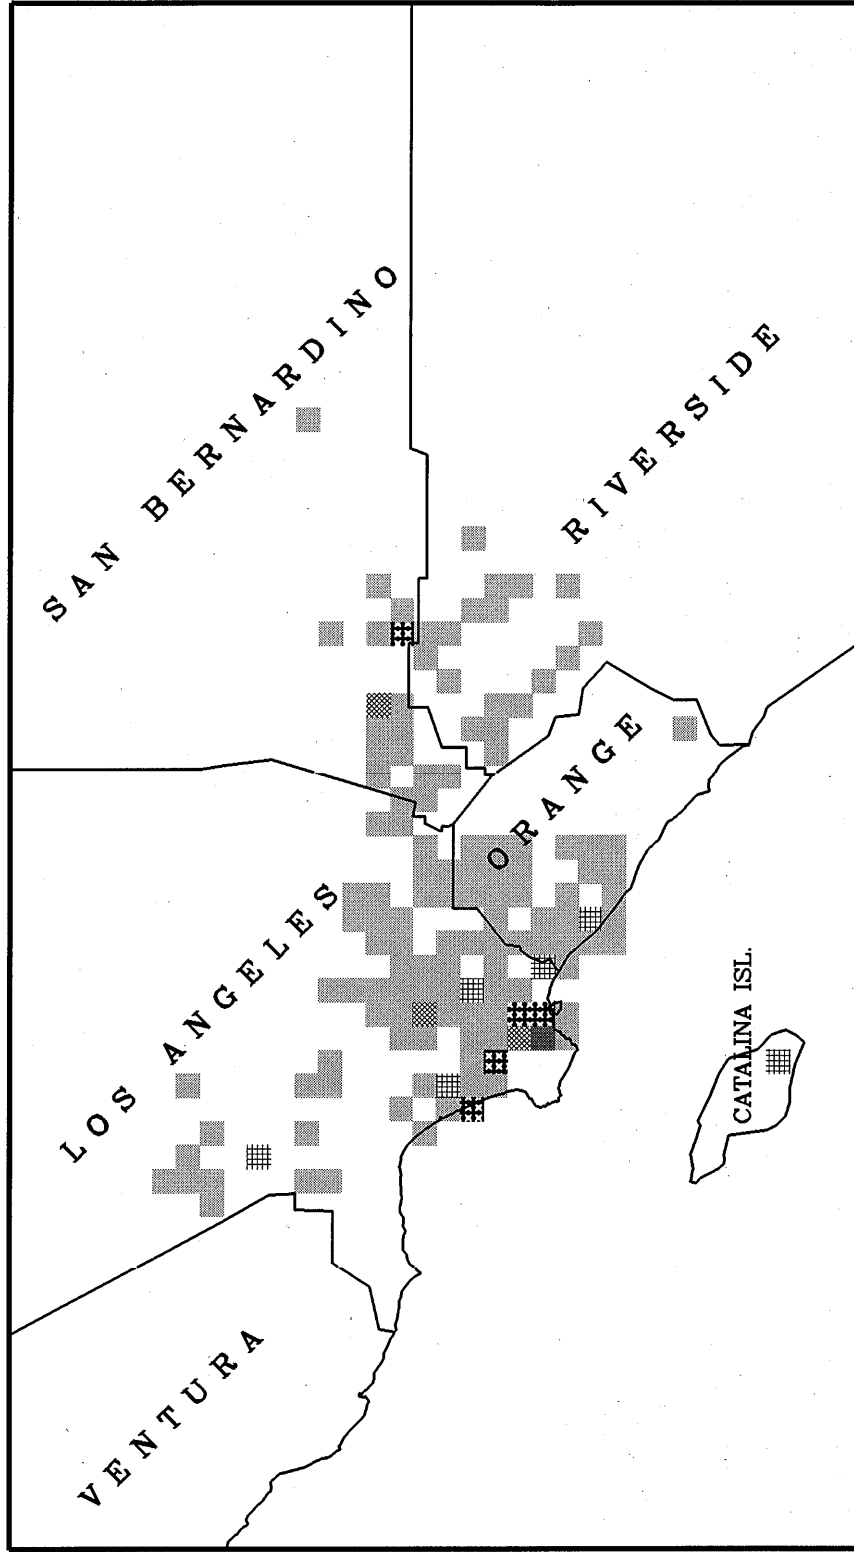 SAN BERNARDINO
RIVERSIDE
LOS ANGELES
ORANGE
VENTURA
CATALINA ISL.